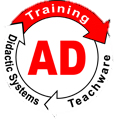 Training
AD
Didactic Systems
Teachware